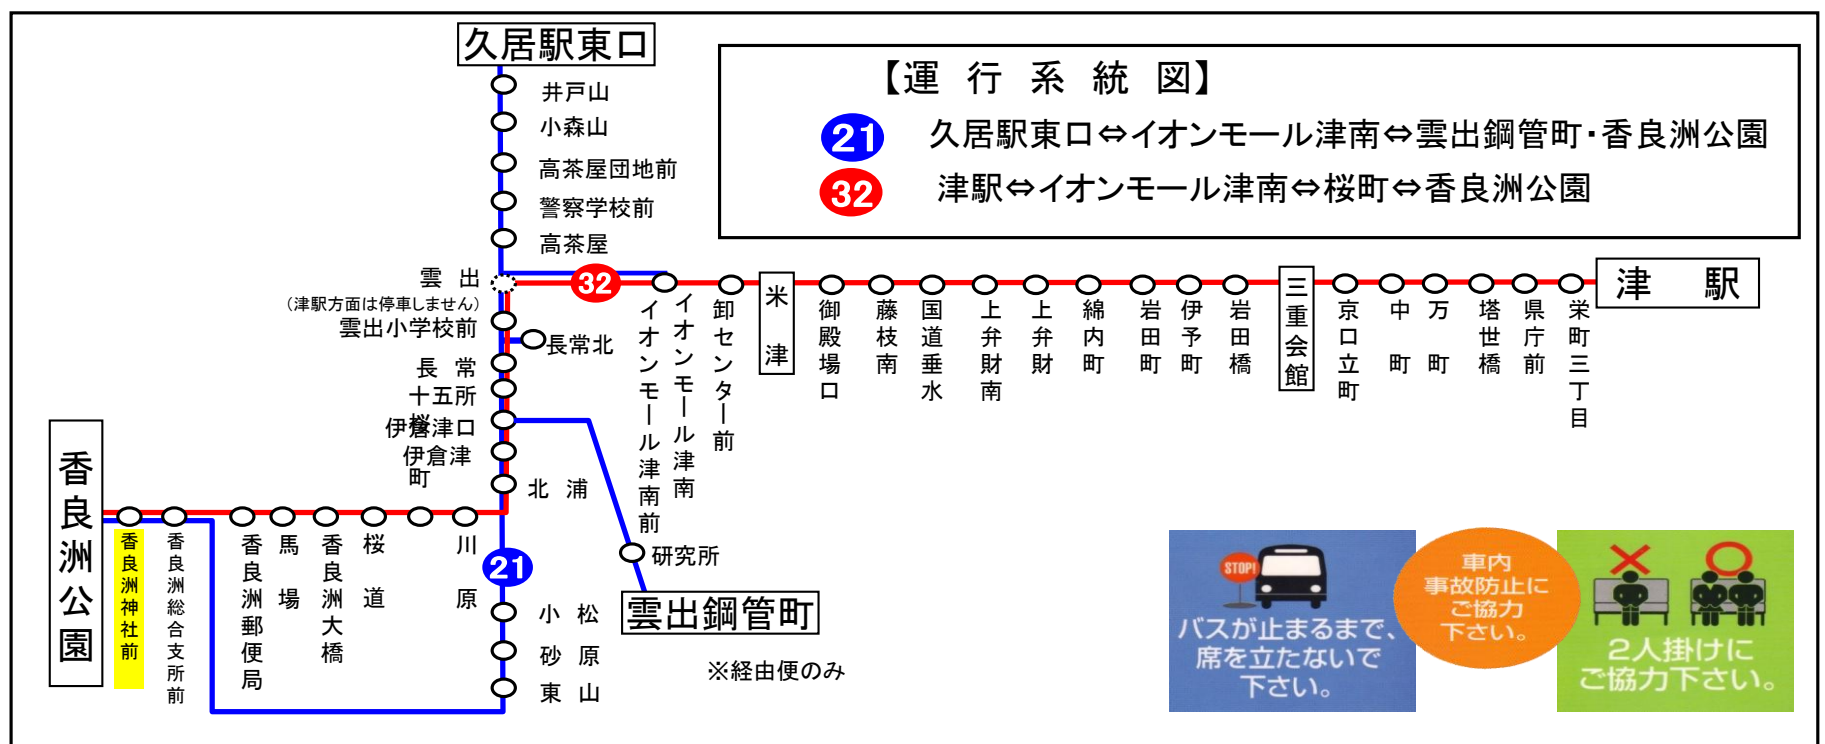 久居駅東口
【運行系統図】
21 久居駅東口⇔イオンモール津南⇔雲出鋼管町・香良洲公園
32 津駅⇔イオンモール津南⇔桜町⇔香良洲公園
井戸山
小森山
高茶屋団地前
警察学校前
高茶屋
雲出
（津駅方面は停車しません）
雲出小学校前
長常北
長常
十五所
桜
伊倉津口
伊倉津
町
北浦
32
イオンモール津南前
イオンモール津南
卸センター前
米津
御殿場口
藤枝南
国道垂水
上弁財南
上弁財
綿内町
岩田町
伊予町
岩田橋
三重会館
京口立町
中町
万町
塔世橋
県庁前
栄町三丁目
津駅
香良洲公園
香良洲神社前
香良洲総合支所前
香良洲郵便局
馬場
香良洲大橋
桜道
川原
21
小松
砂原
東山
研究所
雲出鋼管町
※経由便のみ
STOP!
バスが止まるまで、
席を立たないで
下さい。
車内
事故防止に
ご協力
下さい。
2人掛けに
ご協力下さい。